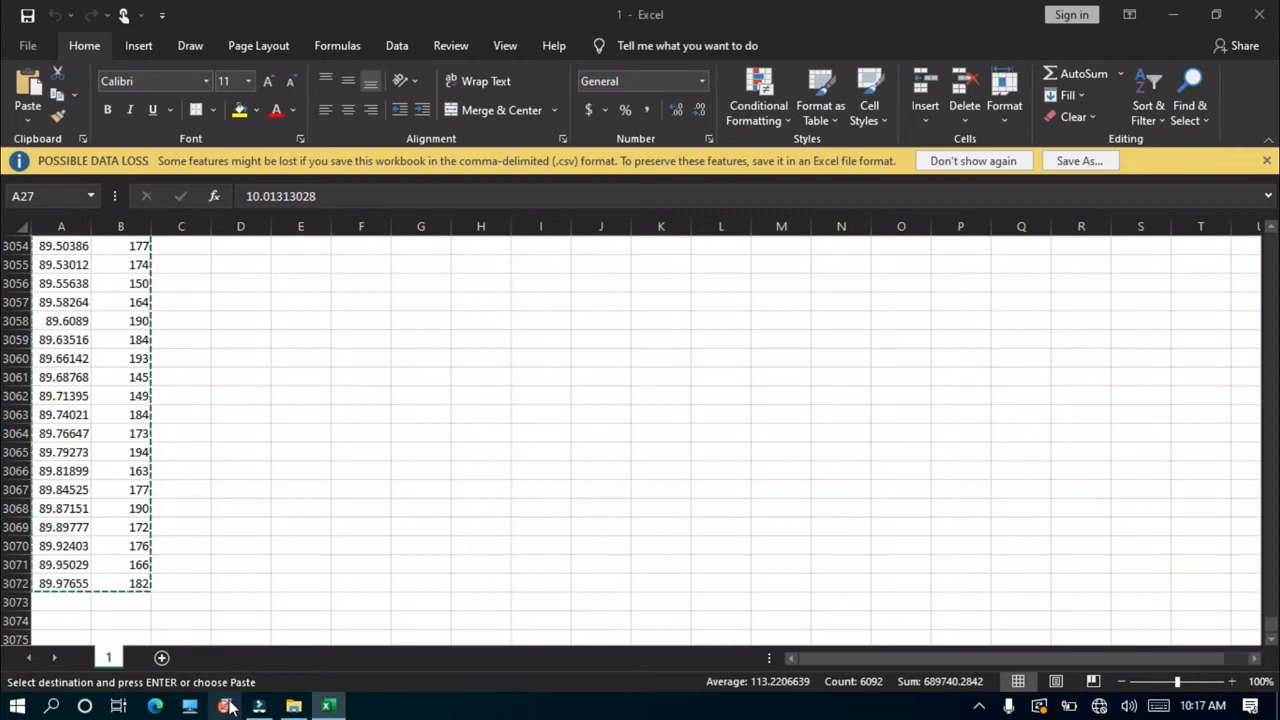 1 - Excel
Sign in
File Home Insert Draw Page Layout Formulas Data Review View Help Tell me what you want to do Share
Calibri 11 Wrap Text General AutoSum
Paste B I U Merge & Center $ % , Conditional Formatting Format as Table Cell Styles Insert Delete Format Fill Clear Sort & Filter Find & Select
Clipboard Font Alignment Number Styles Cells Editing
POSSIBLE DATA LOSS Some features might be lost if you save this workbook in the comma-delimited (.csv) format. To preserve these features, save it in an Excel file format. Don't show again Save As...
A27 fx 10.01313028
A B C D E F G H I J K L M N O P Q R S T U
3054 89.50386 177
3055 89.53012 174
3056 89.55638 150
3057 89.58264 164
3058 89.6089 190
3059 89.63516 184
3060 89.66142 193
3061 89.68768 145
3062 89.71395 149
3063 89.74021 184
3064 89.76647 173
3065 89.79273 194
3066 89.81899 163
3067 89.84525 177
3068 89.87151 190
3069 89.89777 172
3070 89.92403 176
3071 89.95029 166
3072 89.97655 182
3073
3074
3075
1
Select destination and press ENTER or choose Paste Average: 113.2206639 Count: 6092 Sum: 689740.2842 100%
10:17 AM